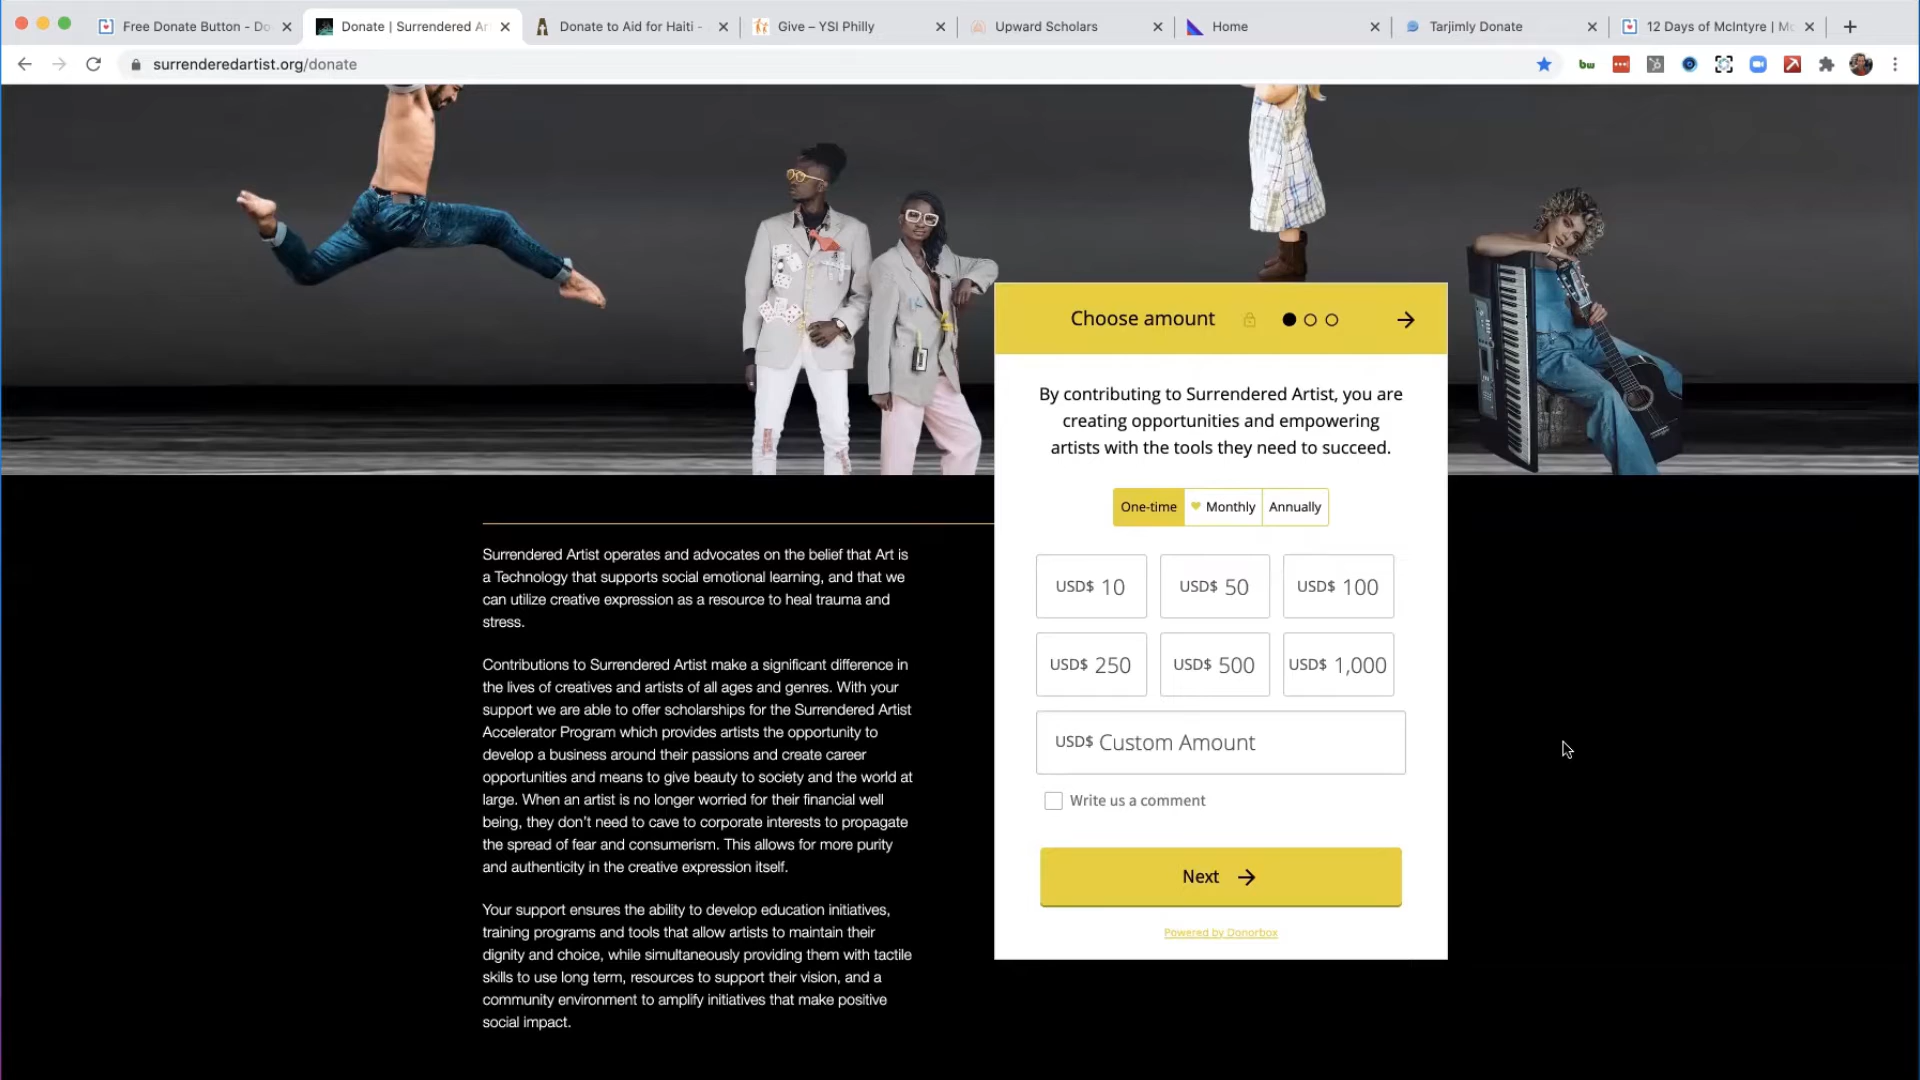 Free Donate Button - Do
Donate | Surrendered Ar
Donate to Aid for Haiti -
Give – YSI Philly
Upward Scholars
Home
Tarjimly Donate
12 Days of McIntyre | Mc
surrenderedartist.org/donate
bw
Choose amount
By contributing to Surrendered Artist, you are
creating opportunities and empowering
artists with the tools they need to succeed.
One-time
Monthly
Annually
USD$ 10
USD$ 50
USD$ 100
USD$ 250
USD$ 500
USD$ 1,000
USD$ Custom Amount
Write us a comment
Next
Powered by Donorbox
Surrendered Artist operates and advocates on the belief that Art is
a Technology that supports social emotional learning, and that we
can utilize creative expression as a resource to heal trauma and
stress.
Contributions to Surrendered Artist make a significant difference in
the lives of creatives and artists of all ages and genres. With your
support we are able to offer scholarships for the Surrendered Artist
Accelerator Program which provides artists the opportunity to
develop a business around their passions and create career
opportunities and means to give beauty to society and the world at
large. When an artist is no longer worried for their financial well
being, they don't need to cave to corporate interests to propagate
the spread of fear and consumerism. This allows for more purity
and authenticity in the creative expression itself.
Your support ensures the ability to develop education initiatives,
training programs and tools that allow artists to maintain their
dignity and choice, while simultaneously providing them with tactile
skills to use long term, resources to support their vision, and a
community environment to amplify initiatives that make positive
social impact.